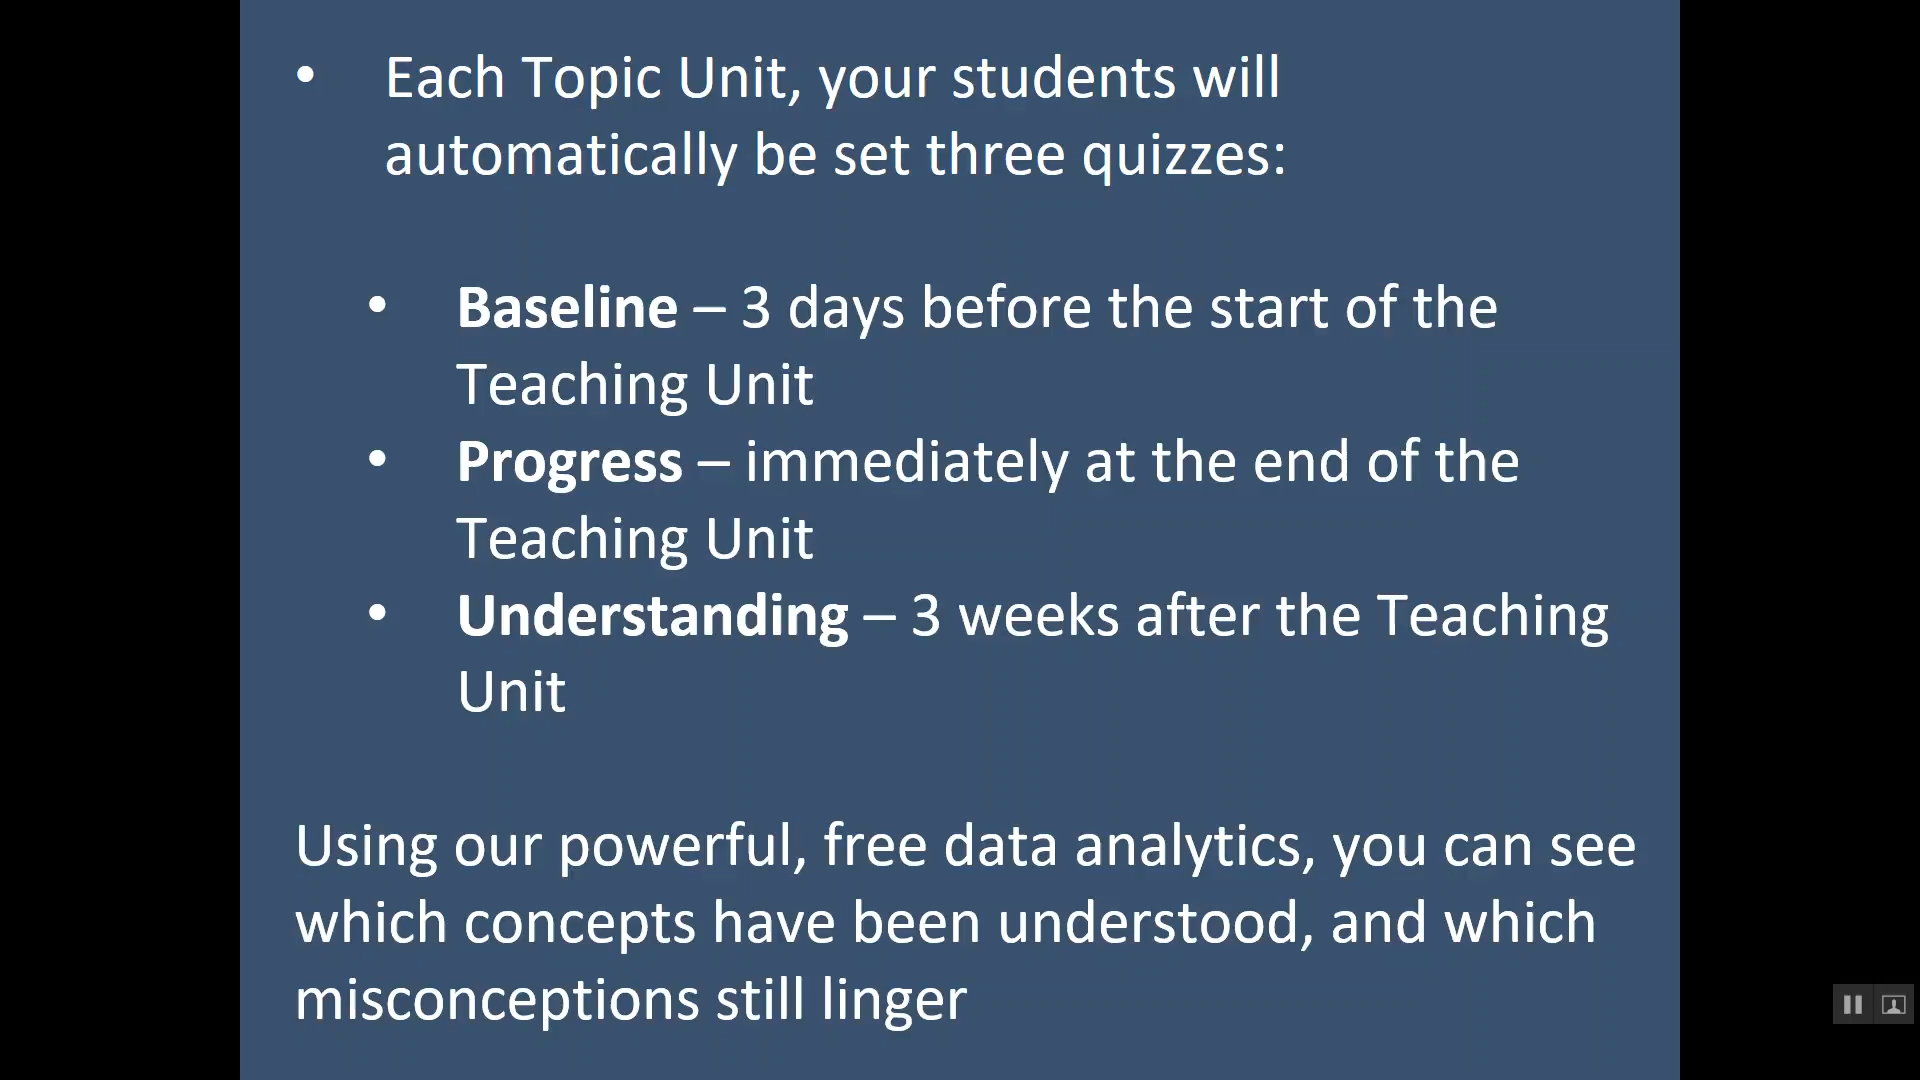 • Each Topic Unit, your students will
automatically be set three quizzes:
• Baseline – 3 days before the start of the
Teaching Unit
• Progress – immediately at the end of the
Teaching Unit
• Understanding – 3 weeks after the Teaching
Unit
Using our powerful, free data analytics, you can see
which concepts have been understood, and which
misconceptions still linger